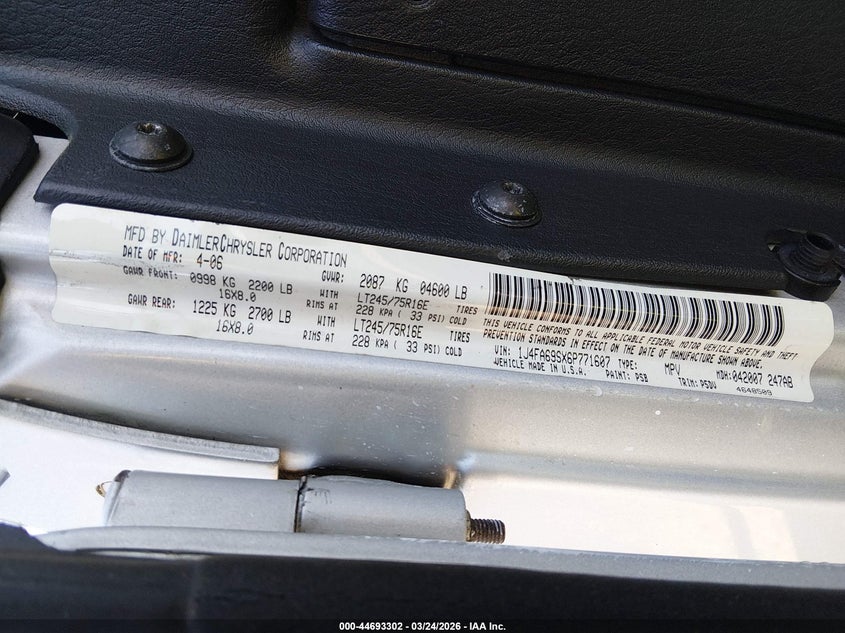 MFD BY DAIMLERCHRYSLER CORPORATION
DATE OF MFR: 4-06 GVWR: 2087 KG 04600 LB
GAWR FRONT: 0998 KG 2200 LB WITH LT245/75R16E TIRES
16X8.0 RIMS AT 228 KPA ( 33 PSI) COLD
GAWR REAR: 1225 KG 2700 LB WITH LT245/75R16E TIRES
16X8.0 RIMS AT 228 KPA ( 33 PSI) COLD
THIS VEHICLE CONFORMS TO ALL APPLICABLE FEDERAL MOTOR VEHICLE SAFETY AND THEFT
PREVENTION STANDARDS IN EFFECT ON THE DATE OF MANUFACTURE SHOWN ABOVE.
VIN: 1J4FA69SX6P771607 TYPE: MPV MDH:042007 247AB
VEHICLE MADE IN U.S.A. PAINT: PSB TRIM: PSDV
4648509
000-44693302 - 03/24/2026 - IAA Inc.